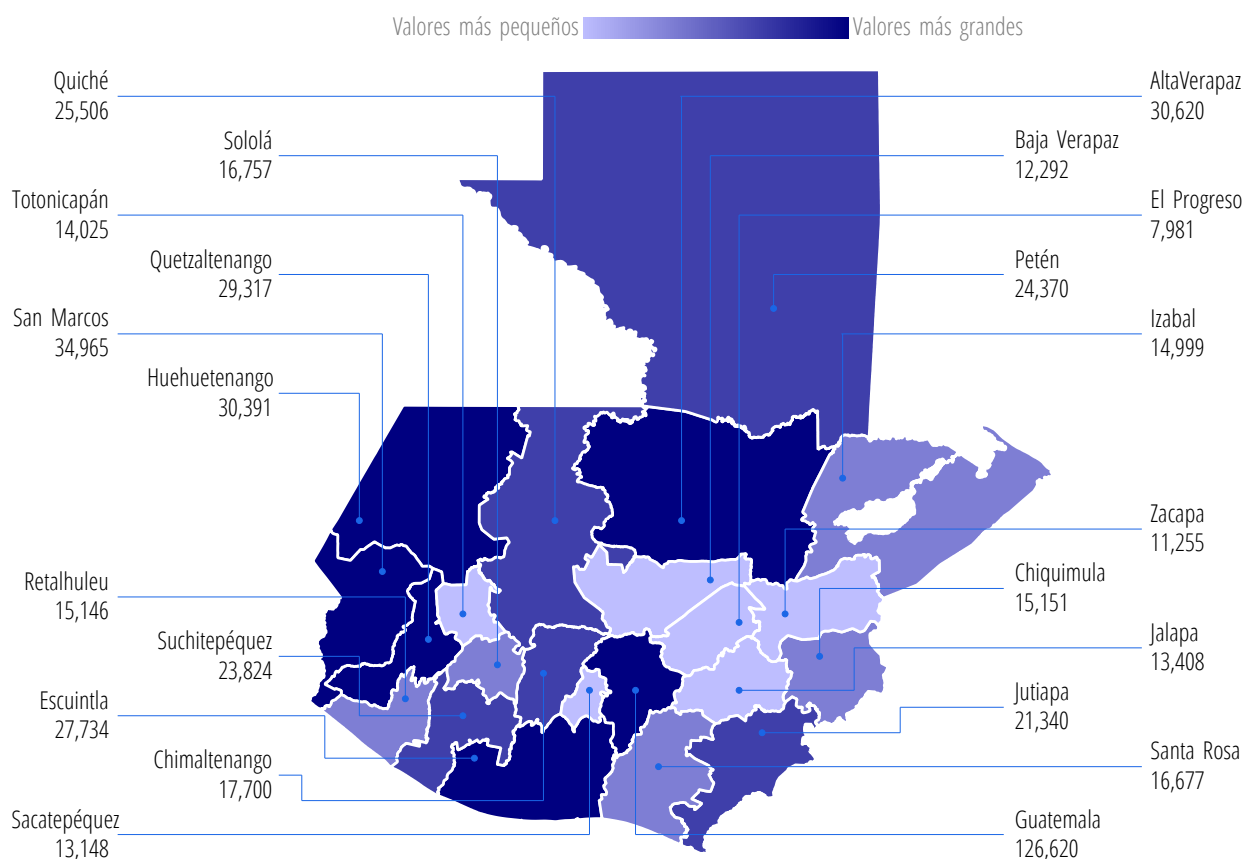 Valores más pequeños
Valores más grandes
Quiché
25,506
Sololá
16,757
Totonicapán
14,025
Quetzaltenango
29,317
San Marcos
34,965
Huehuetenango
30,391
Retalhuleu
15,146
Suchitepéquez
23,824
Escuintla
27,734
Chimaltenango
17,700
Sacatepéquez
13,148
AltaVerapaz
30,620
Baja Verapaz
12,292
El Progreso
7,981
Petén
24,370
Izabal
14,999
Zacapa
11,255
Chiquimula
15,151
Jalapa
13,408
Jutiapa
21,340
Santa Rosa
16,677
Guatemala
126,620